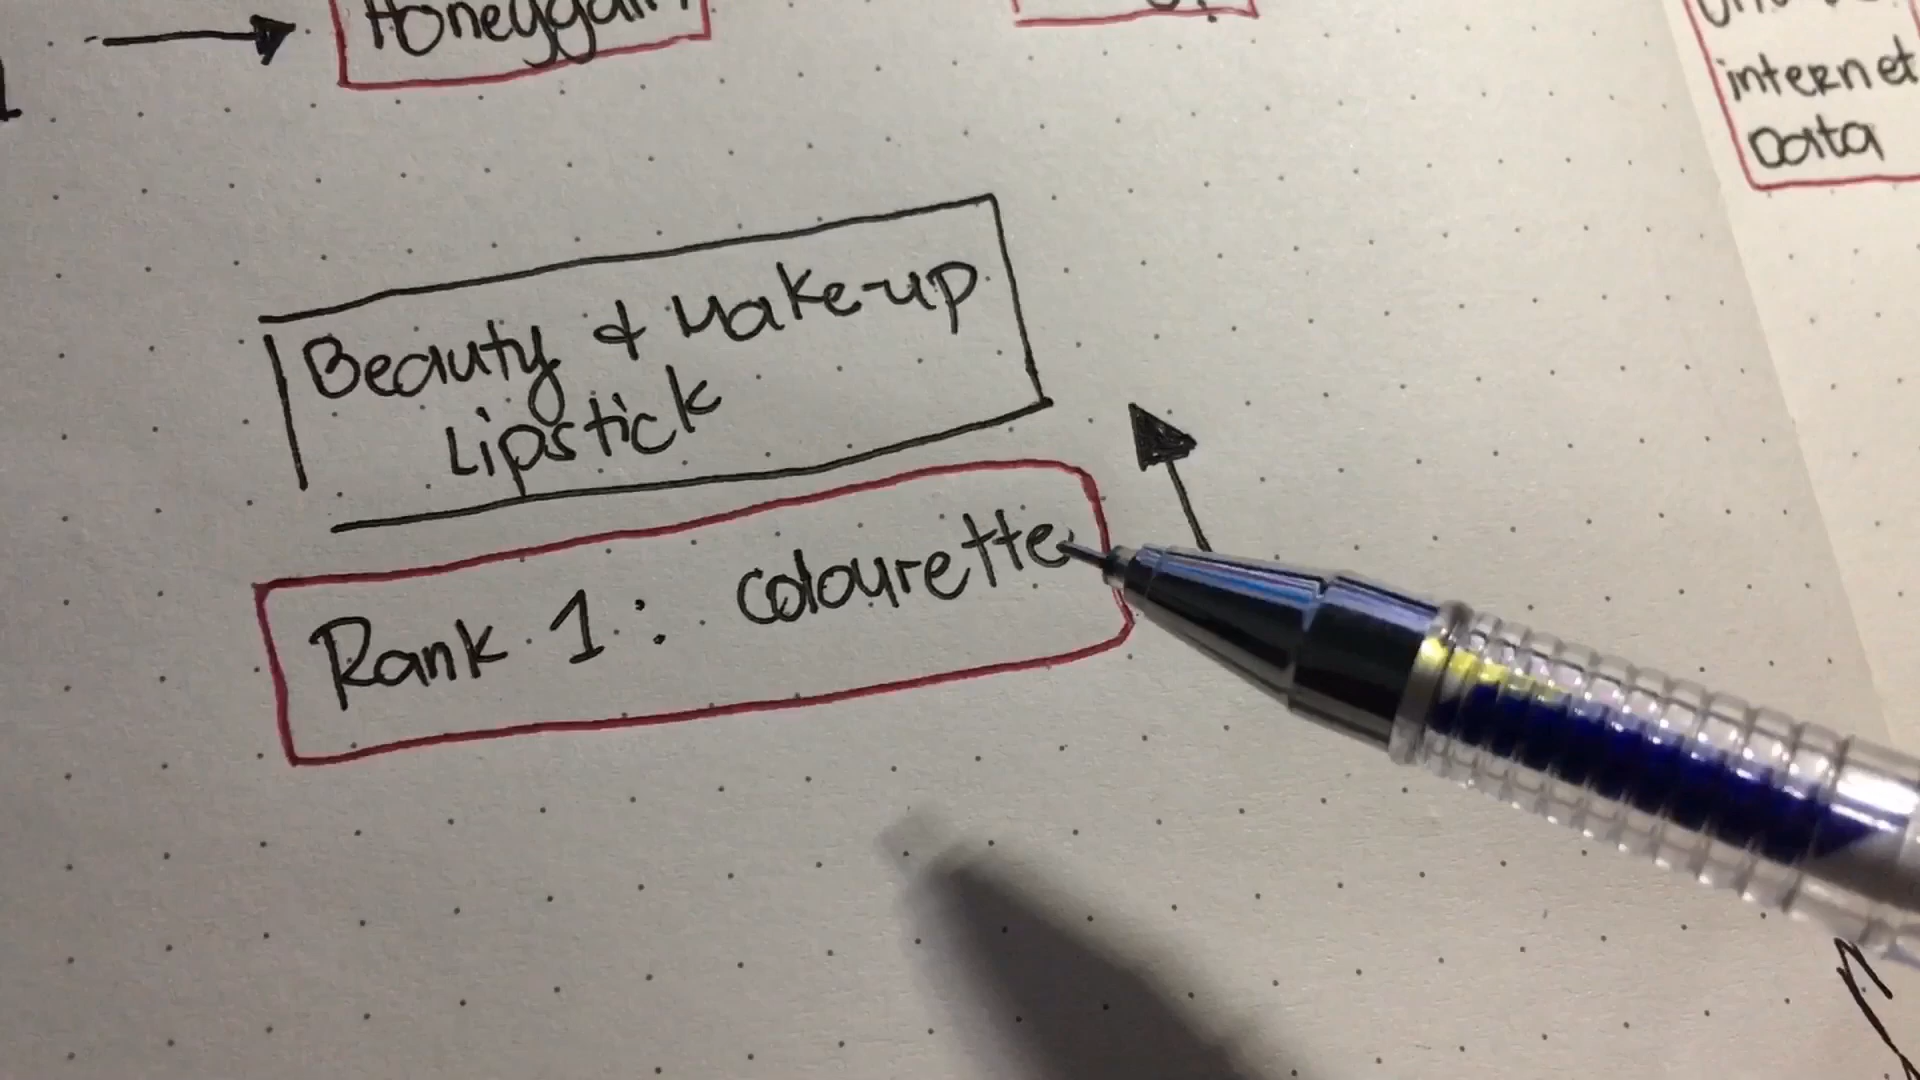 Honeygain
internet
Data
Beauty & Make-up
Lipstick
Rank 1: colourette